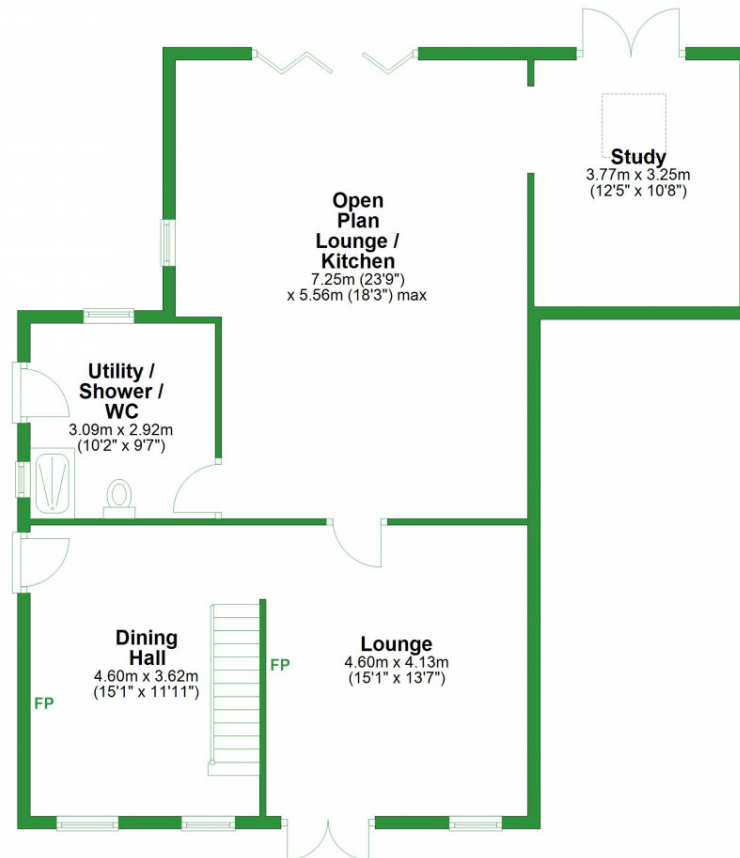 Open
Plan
Lounge /
Kitchen
7.25m (23'9")
x 5.56m (18'3") max
Study
3.77m x 3.25m
(12'5" x 10'8")
Utility /
Shower /
WC
3.09m x 2.92m
(10'2" x 9'7")
Dining
Hall
4.60m x 3.62m
(15'1" x 11'11")
FP
Lounge
4.60m x 4.13m
(15'1" x 13'7")
FP